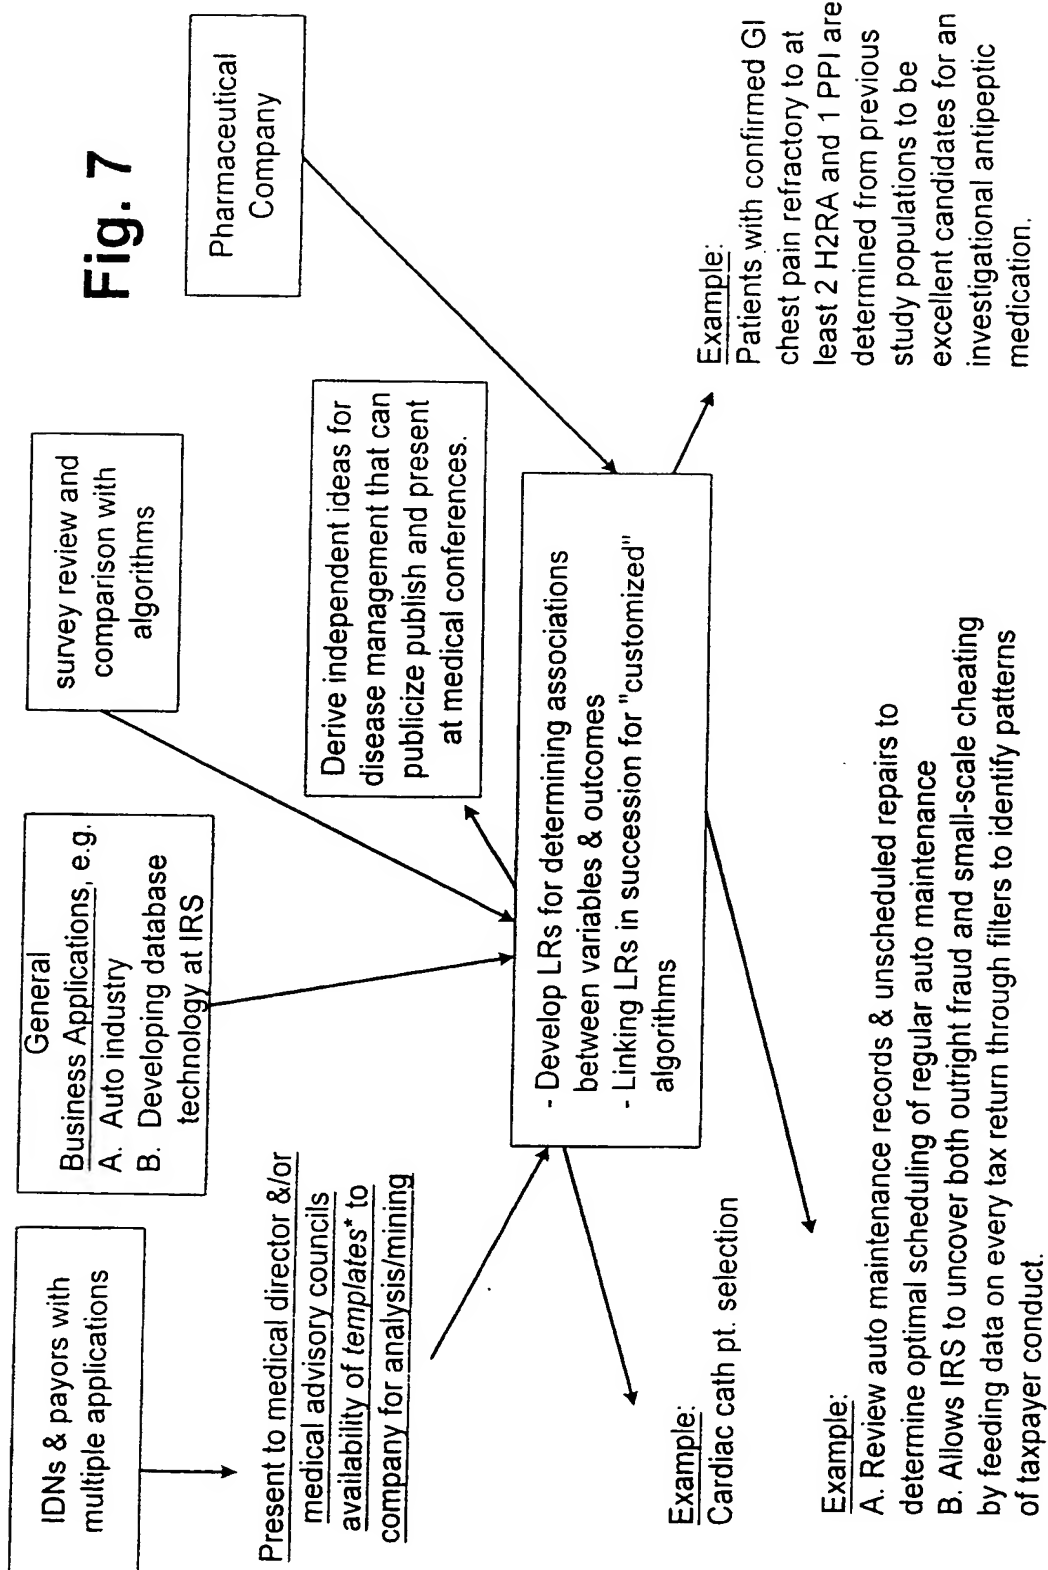 Fig. 7
IDNs & payors with
multiple applications
General
Business Applications, e.g.
A. Auto industry
B. Developing database
technology at IRS
survey review and
comparison with
algorithms
Pharmaceutical
Company
Present to medical director &/or
medical advisory councils
availability of templates* to
company for analysis/mining
Derive independent ideas for
disease management that can
publicize publish and present
at medical conferences.
- Develop LRs for determining associations
between variables & outcomes
- Linking LRs in succession for "customized"
algorithms
Example:
Cardiac cath pt. selection
Example:
Patients with confirmed GI
chest pain refractory to at
least 2 H2RA and 1 PPI are
determined from previous
study populations to be
excellent candidates for an
investigational antipeptic
medication.
Example:
A. Review auto maintenance records & unscheduled repairs to
determine optimal scheduling of regular auto maintenance
B. Allows IRS to uncover both outright fraud and small-scale cheating
by feeding data on every tax return through filters to identify patterns
of taxpayer conduct.